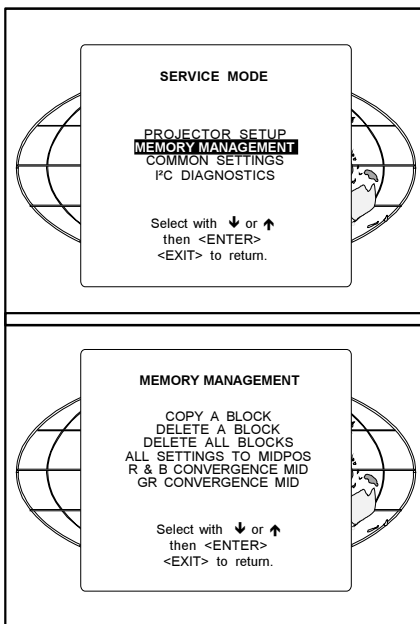 SERVICE MODE
PROJECTOR SETUP
MEMORY MANAGEMENT
COMMON SETTINGS
I²C DIAGNOSTICS
Select with ↓ or ↑
then <ENTER>
<EXIT> to return.
MEMORY MANAGEMENT
COPY A BLOCK
DELETE A BLOCK
DELETE ALL BLOCKS
ALL SETTINGS TO MIDPOS
R & B CONVERGENCE MID
GR CONVERGENCE MID
Select with ↓ or ↑
then <ENTER>
<EXIT> to return.